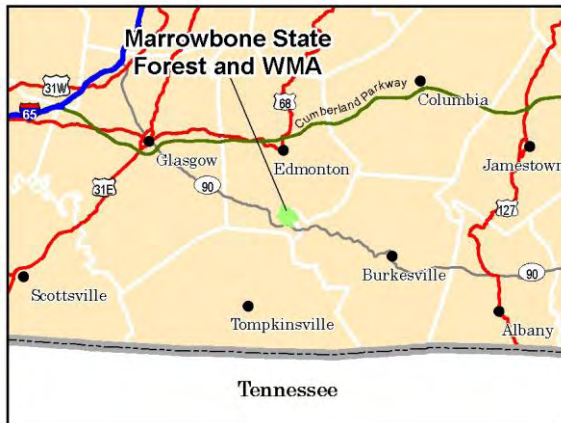 Marrowbone State
Forest and WMA
31W
65
68
Cumberland Parkway
Columbia
Glasgow
Edmonton
Jamestown
31E
90
127
Burkesville
90
Scottsville
Tompkinsville
Albany
Tennessee